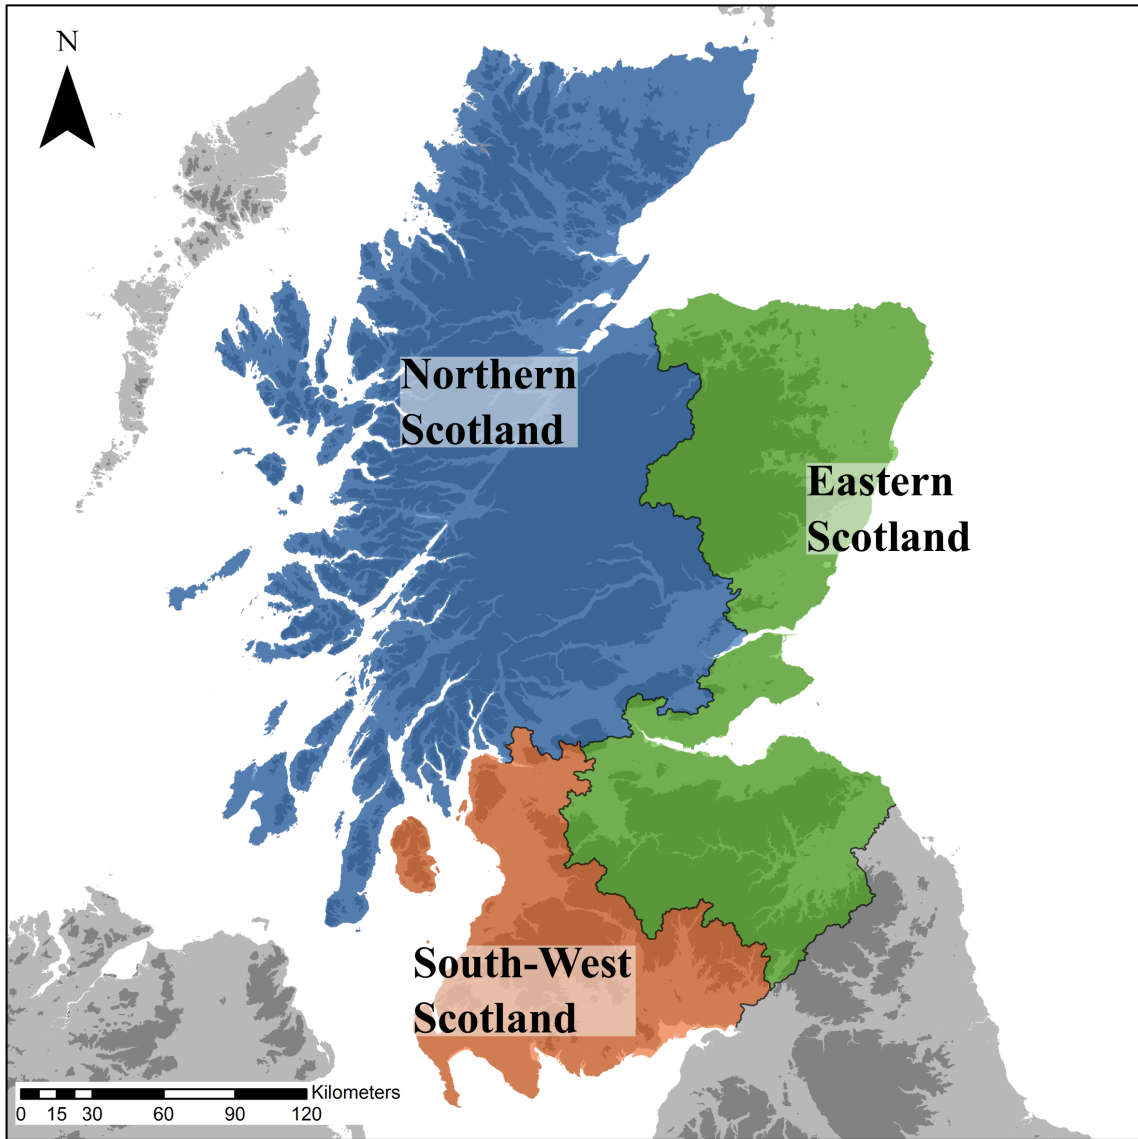 N
Northern
Scotland
Eastern
Scotland
South-West
Scotland
Kilometers
0 15 30 60 90 120